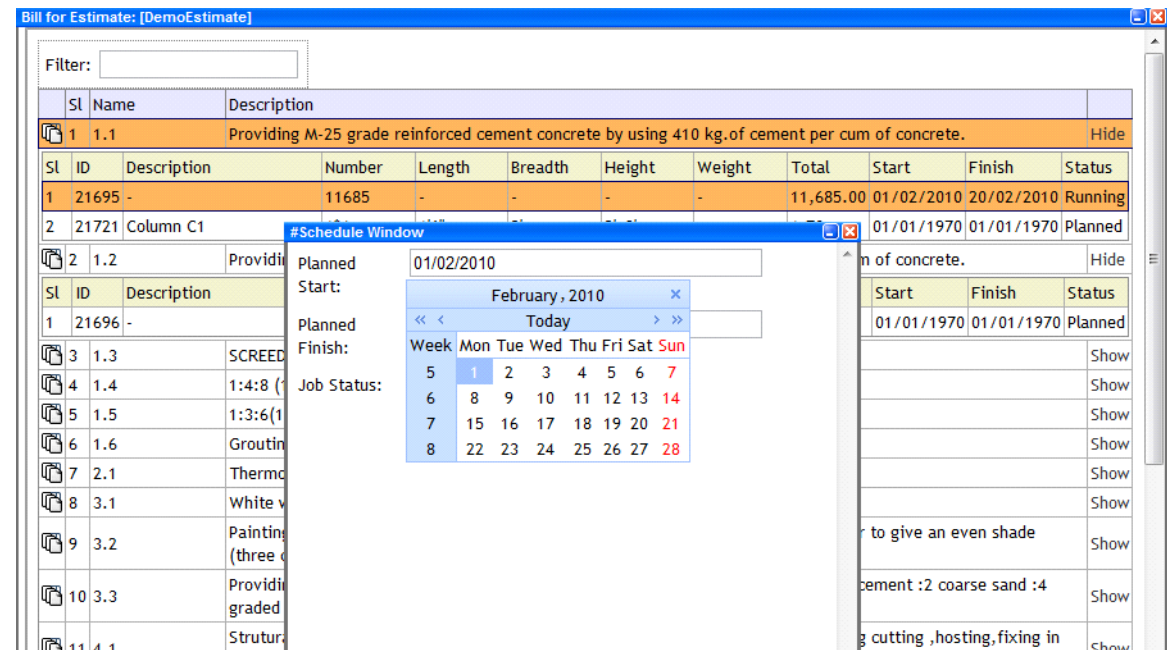 Bill for Estimate: [DemoEstimate]
Filter:
Sl Name Description
1 1.1 Providing M-25 grade reinforced cement concrete by using 410 kg.of cement per cum of concrete. Hide
Sl ID Description Number Length Breadth Height Weight Total Start Finish Status
1 21695 - 11685 - - - - 11,685.00 01/02/2010 20/02/2010 Running
2 21721 Column C1 01/01/1970 01/01/1970 Planned
#Schedule Window
2 1.2 of concrete. Hide
Sl ID Description Start Finish Status
1 21696 - 01/01/1970 01/01/1970 Planned
3 1.3 SCREED Show
4 1.4 1:4:8 Show
5 1.5 Show
6 1.6 Show
7 2.1 Show
8 3.1 White Show
9 3.2 to give an even shade Show
(three
10 3.3 cement :2 coarse sand :4 Show
graded
11 4.1 cutting ,hosting,fixing in Show
Planned Start:
01/02/2010
Planned Finish:
Job Status:
February, 2010 ×
« ‹ Today › »
Week Mon Tue Wed Thu Fri Sat Sun
5 1 2 3 4 5 6 7
6 8 9 10 11 12 13 14
7 15 16 17 18 19 20 21
8 22 23 24 25 26 27 28